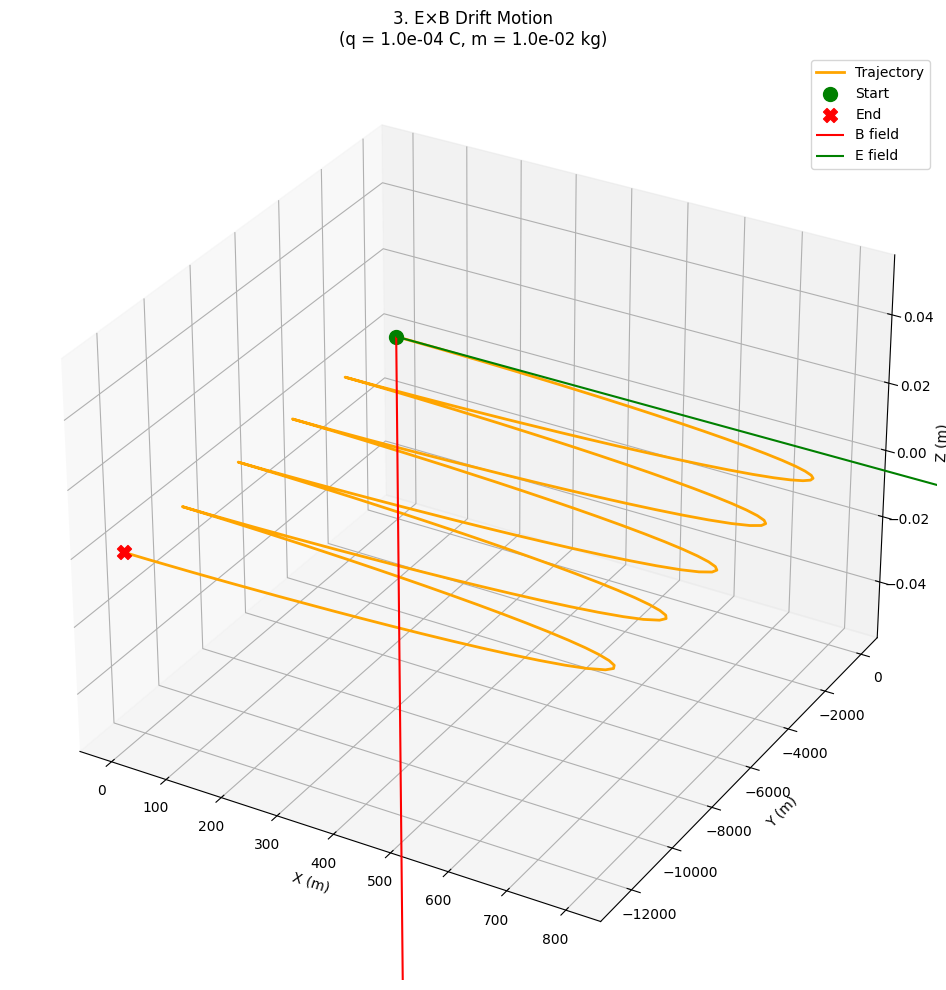 3. E×B Drift Motion
(q = 1.0e-04 C, m = 1.0e-02 kg)
Trajectory
Start
End
B field
E field
0.04
0.02
0.00
−0.02
−0.04
Z (m)
0
−2000
−4000
−6000
−8000
−10000
−12000
Y (m)
0
100
200
300
400
500
600
700
800
X (m)